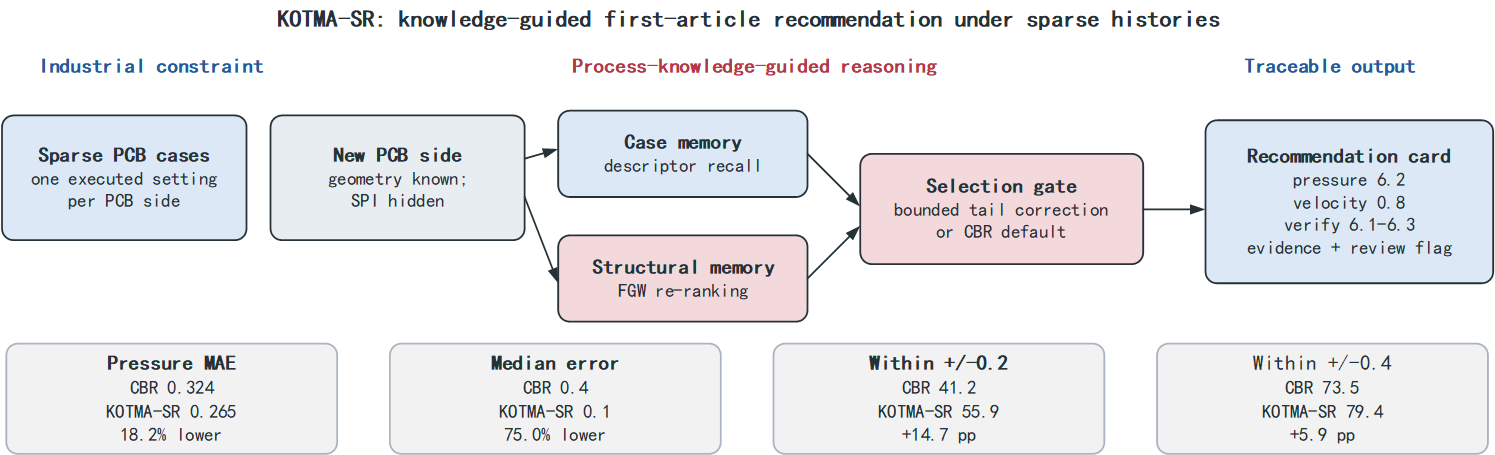 KOTMA-SR: knowledge-guided first-article recommendation under sparse histories
Industrial constraint
Process-knowledge-guided reasoning
Traceable output
Sparse PCB cases
one executed setting
per PCB side
New PCB side
geometry known;
SPI hidden
Case memory
descriptor recall
Structural memory
FGW re-ranking
Selection gate
bounded tail correction
or CBR default
Recommendation card
pressure 6.2
velocity 0.8
verify 6.1-6.3
evidence + review flag
Pressure MAE
CBR 0.324
KOTMA-SR 0.265
18.2% lower
Median error
CBR 0.4
KOTMA-SR 0.1
75.0% lower
Within +/-0.2
CBR 41.2
KOTMA-SR 55.9
+14.7 pp
Within +/-0.4
CBR 73.5
KOTMA-SR 79.4
+5.9 pp